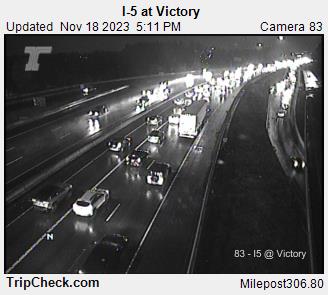 I-5 at Victory
Updated Nov 18 2023 5:11 PM Camera 83
T
N
83 - I5 @ Victory
TripCheck.com Milepost306.80